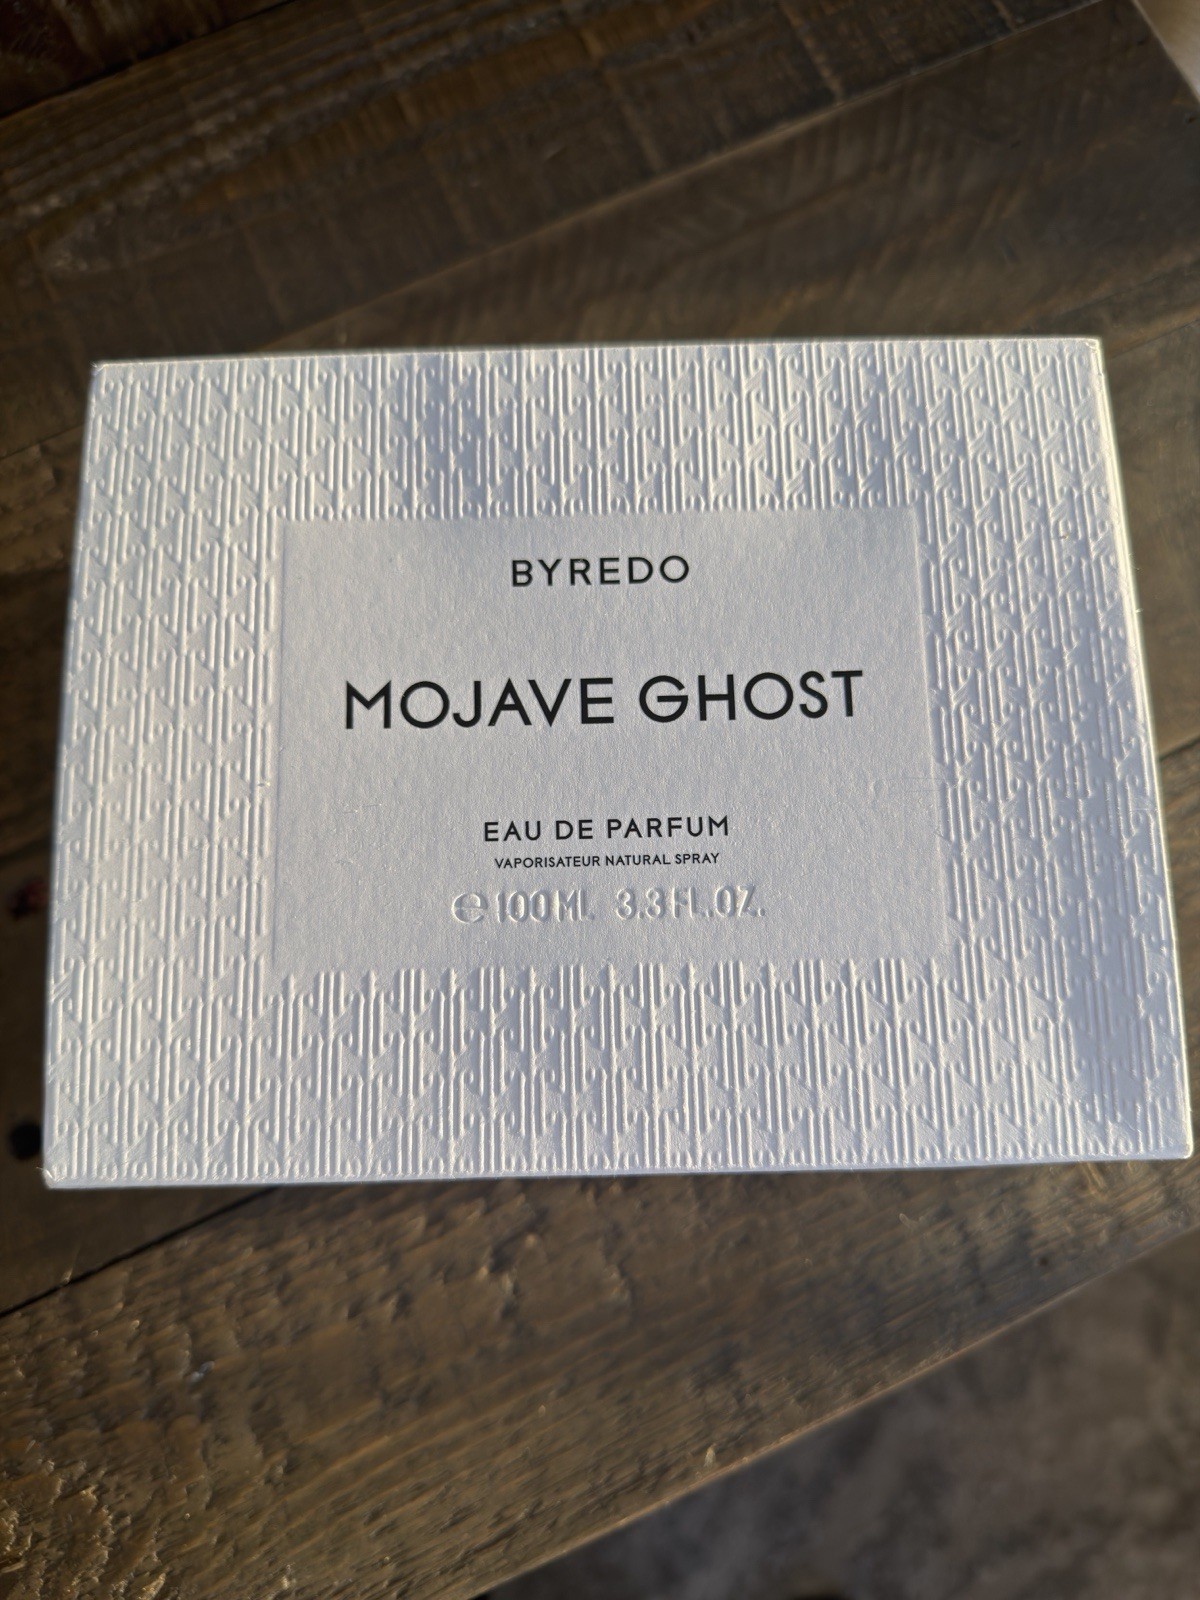 BYREDO
MOJAVE GHOST
EAU DE PARFUM
VAPORISATEUR NATURAL SPRAY
℮ 100 ML 3.3 FL.OZ.